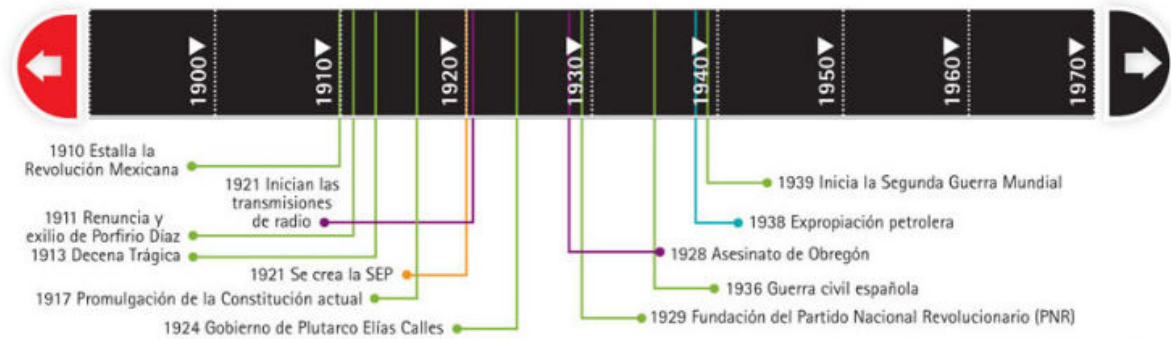 1900
1910
1920
1930
1940
1950
1960
1970
1910 Estalla la
Revolución Mexicana
1921 Inician las
transmisiones
de radio
1911 Renuncia y
exilio de Porfirio Díaz
1913 Decena Trágica
1921 Se crea la SEP
1917 Promulgación de la Constitución actual
1924 Gobierno de Plutarco Elías Calles
1939 Inicia la Segunda Guerra Mundial
1938 Expropiación petrolera
1928 Asesinato de Obregón
1936 Guerra civil española
1929 Fundación del Partido Nacional Revolucionario (PNR)